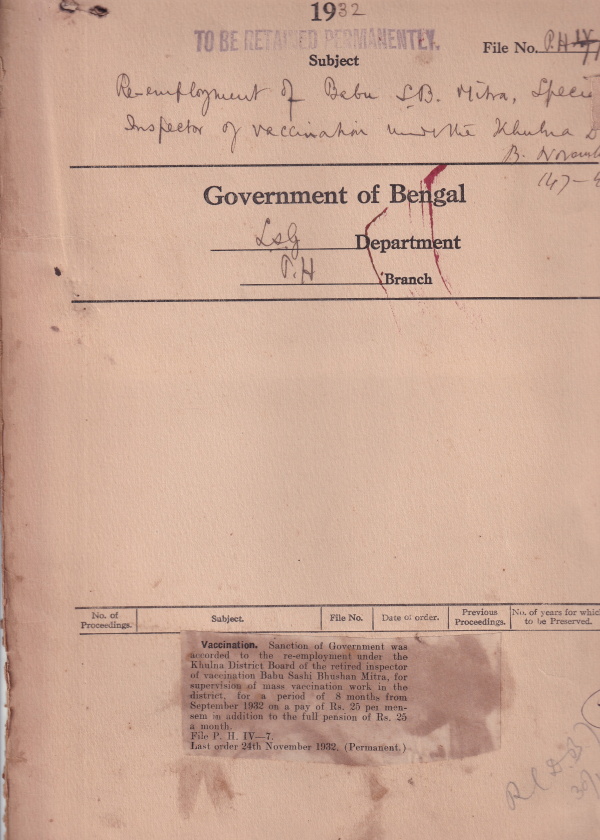 1932
TO BE RETAINED PERMANENTLY.
File No. P.H. IV
Subject
Re-employment of Babu S.B. Mitra, Specia
Inspector of vaccination under the Khulna D
B. Novemb
147-
Government of Bengal
LSG Department
P.H Branch
No. of Proceedings.
Subject.
File No.
Date of order.
Previous Proceedings.
No. of years for which to be Preserved.
Vaccination. Sanction of Government was
accorded to the re-employment under the
Khulna District Board of the retired inspector
of vaccination Babu Sashi Bhushan Mitra, for
supervision of mass vaccination work in the
district, for a period of 8 months from
September 1932 on a pay of Rs. 25 per men-
sem in addition to the full pension of Rs. 25
a month.
File P. H. IV—7.
Last order 24th November 1932. (Permanent.)